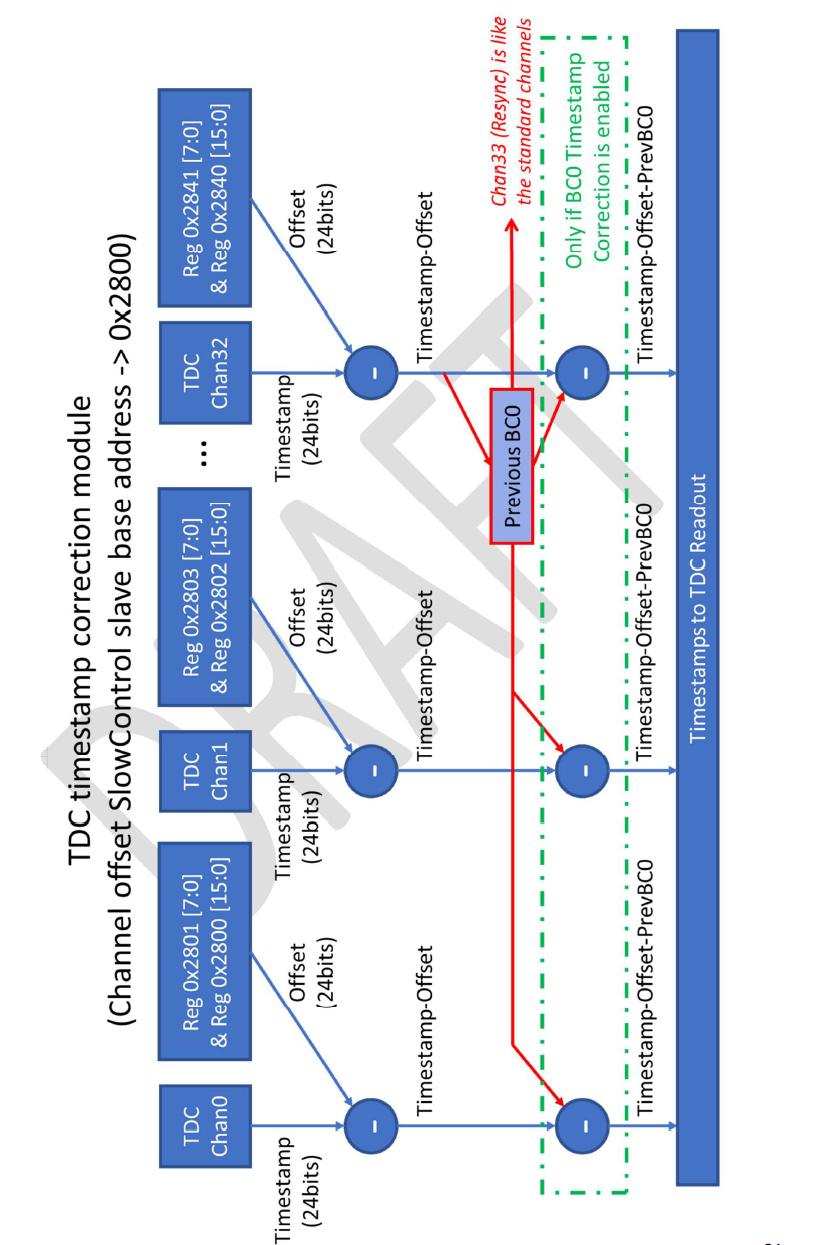 TDC timestamp correction module
(Channel offset SlowControl slave base address -> 0x2800)
TDC
Chan0
Reg 0x2801 [7:0]
& Reg 0x2800 [15:0]
TDC
Chan1
Reg 0x2803 [7:0]
& Reg 0x2802 [15:0]
...
TDC
Chan32
Reg 0x2841 [7:0]
& Reg 0x2840 [15:0]
Timestamp
(24bits)
Offset
(24bits)
Timestamp
(24bits)
Offset
(24bits)
Timestamp
(24bits)
Offset
(24bits)
-
-
-
Timestamp-Offset
Timestamp-Offset
Timestamp-Offset
Previous BC0
Chan33 (Resync) is like
the standard channels
Only if BC0 Timestamp
Correction is enabled
-
-
-
Timestamp-Offset-PrevBC0
Timestamp-Offset-PrevBC0
Timestamp-Offset-PrevBC0
Timestamps to TDC Readout
DRAFT